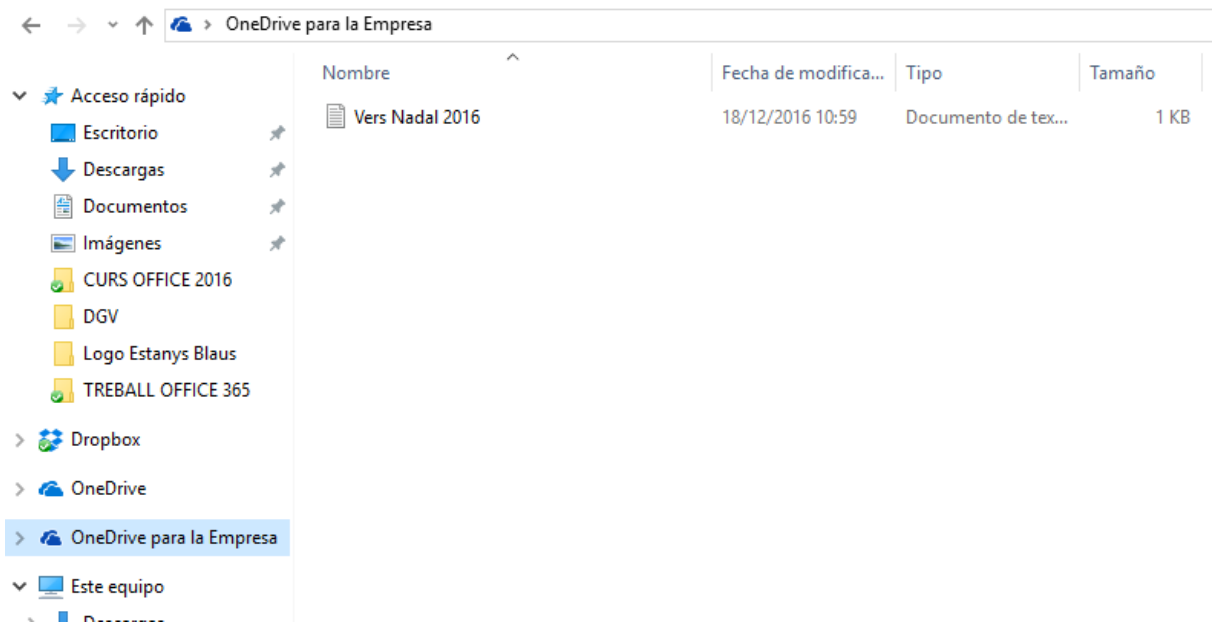 OneDrive para la Empresa
Nombre Fecha de modifica... Tipo Tamaño
Vers Nadal 2016 18/12/2016 10:59 Documento de tex... 1 KB
Acceso rápido
Escritorio
Descargas
Documentos
Imágenes
CURS OFFICE 2016
DGV
Logo Estanys Blaus
TREBALL OFFICE 365
Dropbox
OneDrive
OneDrive para la Empresa
Este equipo
Descargas